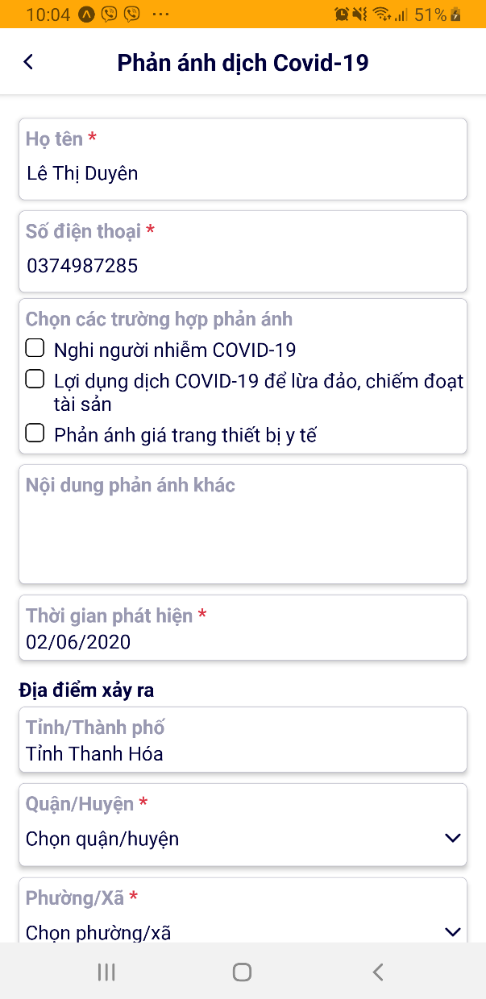 10:04 51%
Phản ánh dịch Covid-19
Họ tên *
Lê Thị Duyên
Số điện thoại *
0374987285
Chọn các trường hợp phản ánh
Nghi người nhiễm COVID-19
Lợi dụng dịch COVID-19 để lừa đảo, chiếm đoạt
tài sản
Phản ánh giá trang thiết bị y tế
Nội dung phản ánh khác
Thời gian phát hiện *
02/06/2020
Địa điểm xảy ra
Tỉnh/Thành phố
Tỉnh Thanh Hóa
Quận/Huyện *
Chọn quận/huyện
Phường/Xã *
Chọn phường/xã